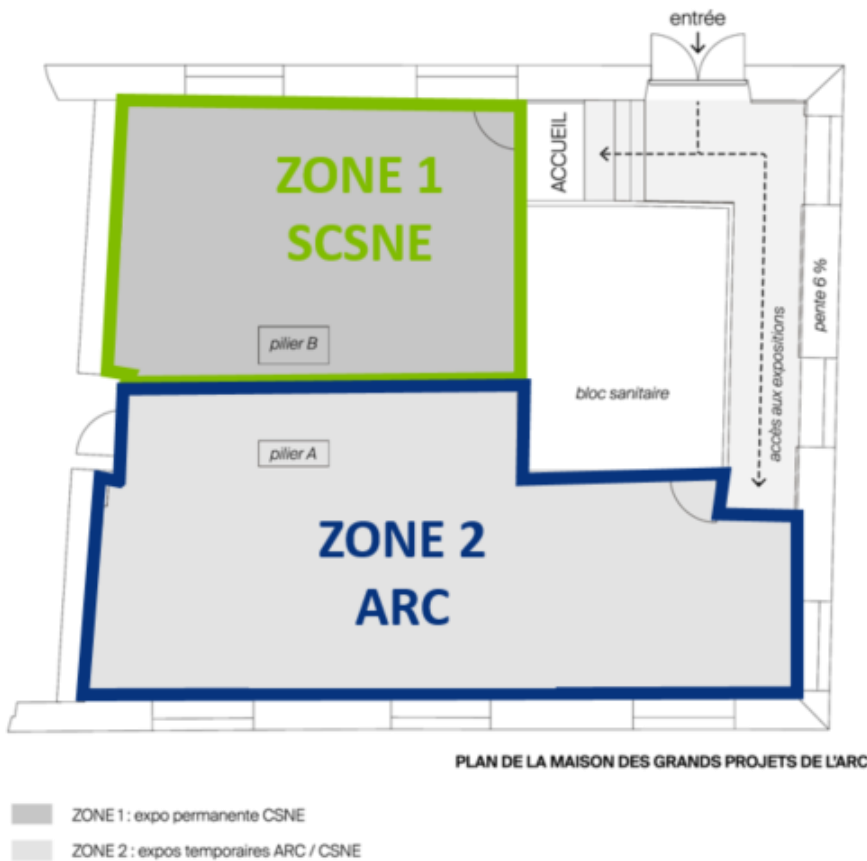 entrée
ZONE 1
SCSNE
ACCUEIL
pilier B
pente 6 %
accès aux expositions
bloc sanitaire
pilier A
ZONE 2
ARC
PLAN DE LA MAISON DES GRANDS PROJETS DE L'ARC
ZONE 1 : expo permanente CSNE
ZONE 2 : expos temporaires ARC / CSNE